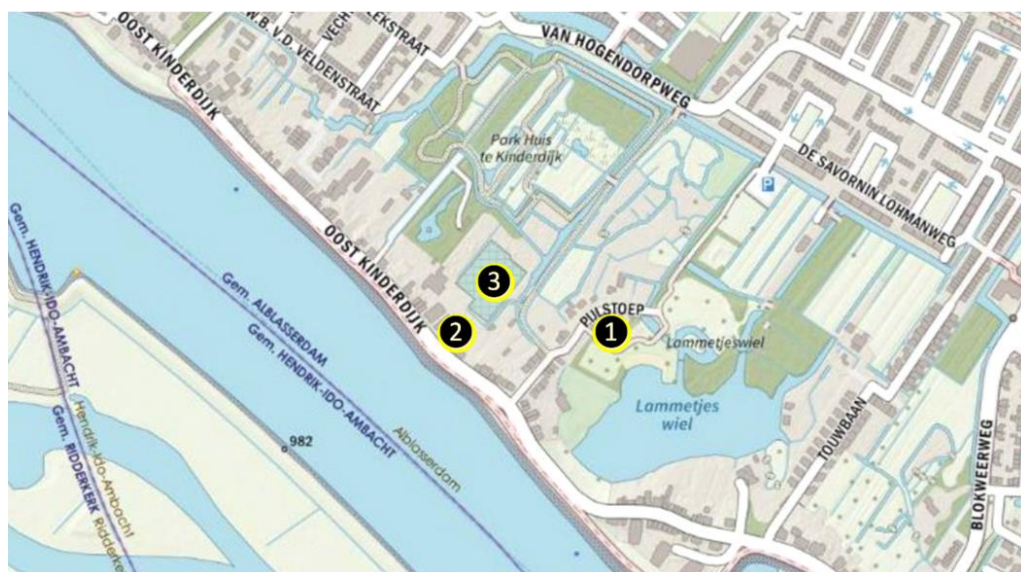 OOST KINDERDIJK
W.B. V.D. VELDENSTRAAT
VAN HOGENDORPWEG
Park Huis
te Kinderdijk
P
DE SAVORNIN LOHMANWEG
OOST KINDERDIJK
Gem. HENDRIK-IDO-AMBACHT
Gem. ALBLASSERDAM
Gem. HENDRIK-IDO-AMBACHT
3
2
PIJLSTOEP
1
Lammetjeswiel
Lammetjes
wiel
TOUWBAAN
BLOKWEERWEG
Alblasserdam
982
Hendrik-Ido-Ambacht
Gem. RIDDERKERK